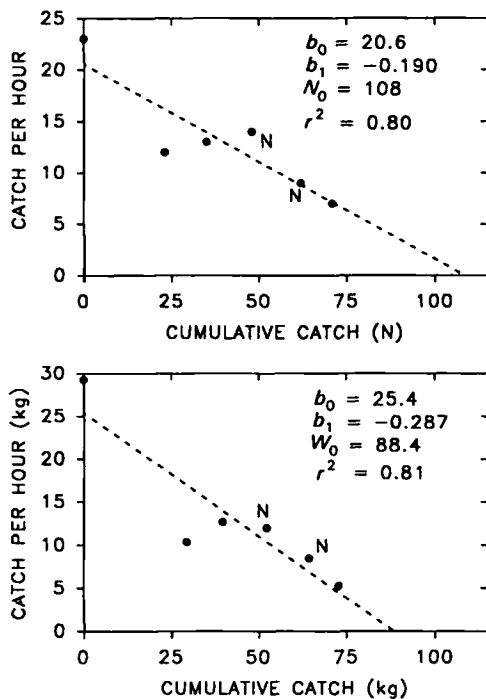 25
20
15
10
5
0
CATCH PER HOUR
b₀ = 20.6
b₁ = −0.190
N₀ = 108
r² = 0.80
N
N
0 25 50 75 100
CUMULATIVE CATCH (N)
30
25
20
15
10
5
0
CATCH PER HOUR (kg)
b₀ = 25.4
b₁ = −0.287
W₀ = 88.4
r² = 0.81
N
N
0 25 50 75 100
CUMULATIVE CATCH (kg)